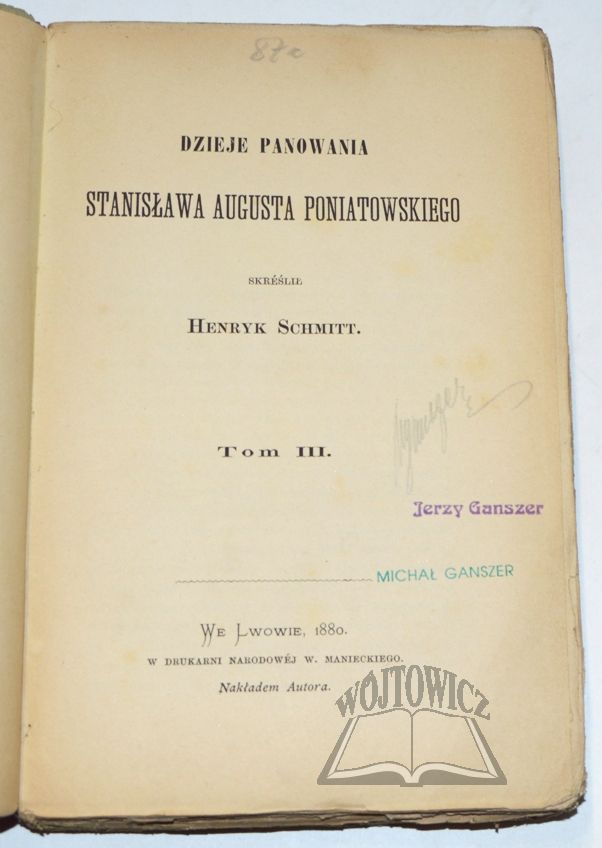 DZIEJE PANOWANIA
STANISŁAWA AUGUSTA PONIATOWSKIEGO
SKRÉŚLIŁ
HENRYK SCHMITT.
Tom III.
Jerzy Ganszer
MICHAŁ GANSZER
WE LWOWIE, 1880.
W DRUKARNI NARODOWÉJ W. MANIECKIEGO.
Nakładem Autora.
WÓJTOWICZ